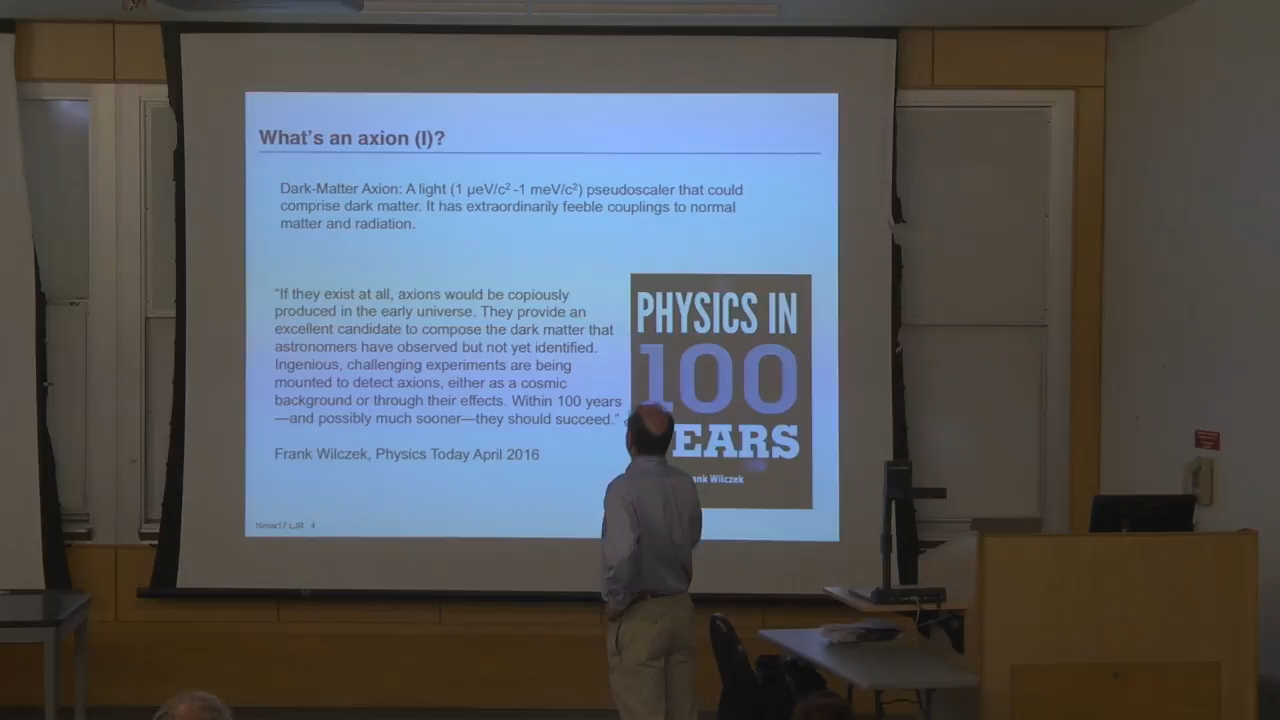 What's an axion (I)?
Dark-Matter Axion: A light (1 µeV/c² -1 meV/c²) pseudoscaler that could
comprise dark matter. It has extraordinarily feeble couplings to normal
matter and radiation.
"If they exist at all, axions would be copiously
produced in the early universe. They provide an
excellent candidate to compose the dark matter that
astronomers have observed but not yet identified.
Ingenious, challenging experiments are being
mounted to detect axions, either as a cosmic
background or through their effects. Within 100 years
—and possibly much sooner—they should succeed."
Frank Wilczek, Physics Today April 2016
PHYSICS IN
100
EARS
ank Wilczek
LJR 4